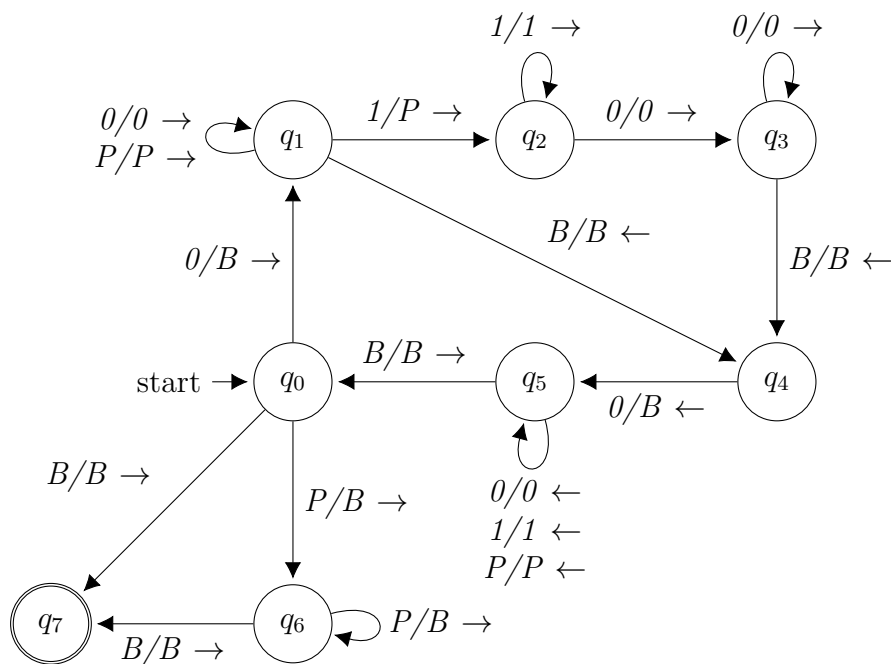 1/1 →
0/0 →
0/0 →
P/P →
q1
1/P →
q2
0/0 →
q3
B/B ←
B/B ←
0/B →
start
q0
B/B →
q5
0/B ←
q4
B/B →
P/B →
0/0 ←
1/1 ←
P/P ←
q7
B/B →
q6
P/B →